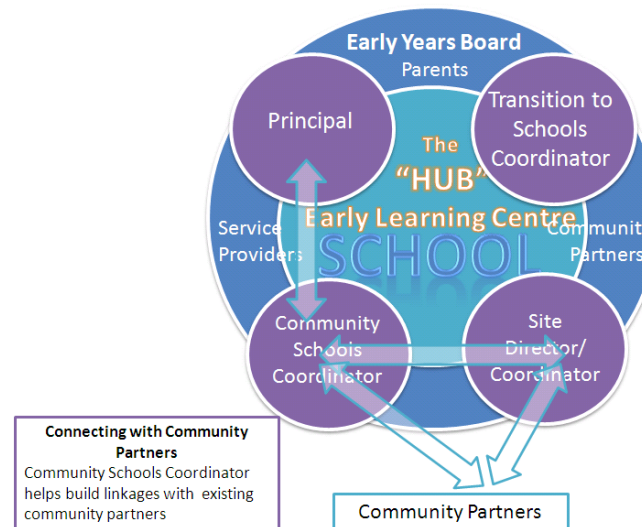 Early Years Board
Parents
Principal
Transition to
Schools
Coordinator
The
"HUB"
Early Learning Centre
SCHOOL
Service
Providers
Community
Partners
Community
Schools
Coordinator
Site
Director/
Coordinator
Connecting with Community
Partners
Community Schools Coordinator
helps build linkages with existing
community partners
Community Partners